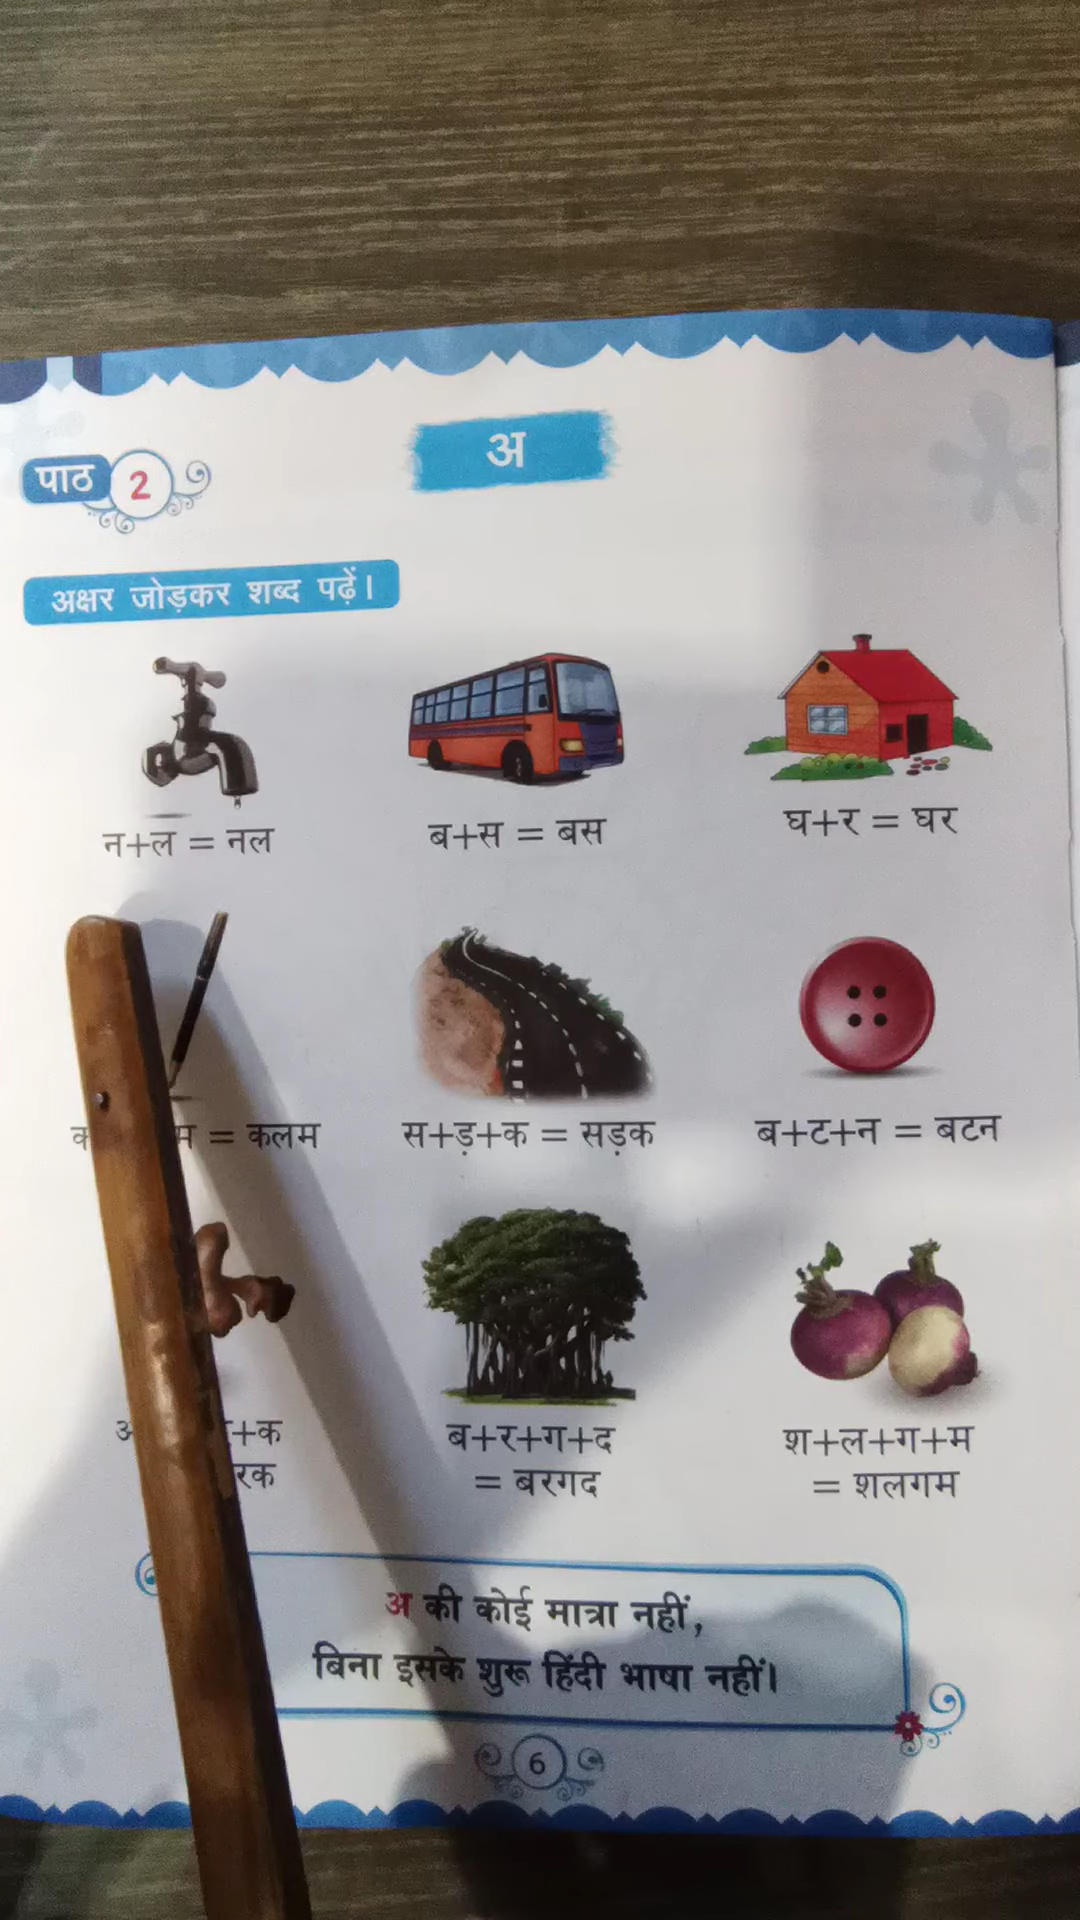 पाठ 2
अ
अक्षर जोड़कर शब्द पढ़ें।
न+ल = नल
ब+स = बस
घ+र = घर
= कलम
स+ड़+क = सड़क
ब+ट+न = बटन
+क
रक
ब+र+ग+द
= बरगद
श+ल+ग+म
= शलगम
अ की कोई मात्रा नहीं,
बिना इसके शुरू हिंदी भाषा नहीं।
6